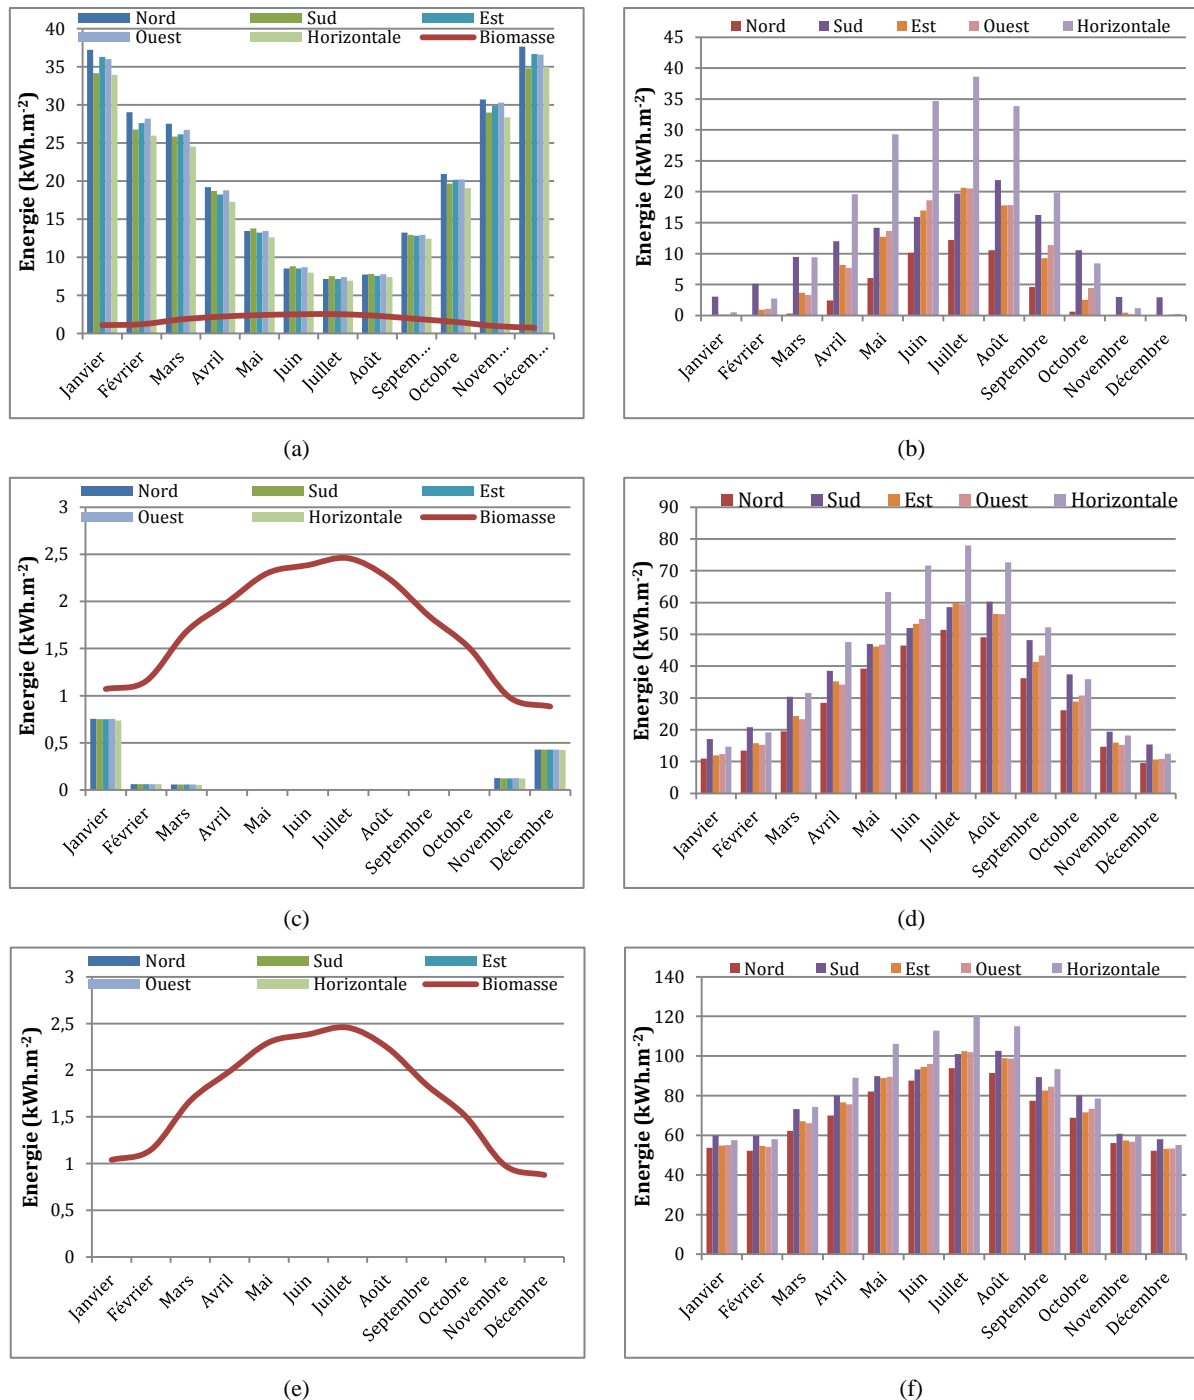 Nord Sud Est
Ouest Horizontale Biomasse
Energie (kWh.m-2)
40
35
30
25
20
15
10
5
0
Janvier Février Mars Avril Mai Juin Juillet Août Septem... Octobre Novem... Décem...
(a)
Nord Sud Est Ouest Horizontale
Energie (kWh.m-2)
45
40
35
30
25
20
15
10
5
0
Janvier Février Mars Avril Mai Juin Juillet Août Septembre Octobre Novembre Décembre
(b)
Nord Sud Est
Ouest Horizontale Biomasse
Energie (kWh.m-2)
3
2,5
2
1,5
1
0,5
0
Janvier Février Mars Avril Mai Juin Juillet Août Septembre Octobre Novembre Décembre
(c)
Nord Sud Est Ouest Horizontale
Energie (kWh.m-2)
90
80
70
60
50
40
30
20
10
0
Janvier Février Mars Avril Mai Juin Juillet Août Septembre Octobre Novembre Décembre
(d)
Nord Sud Est
Ouest Horizontale Biomasse
Energie (kWh.m-2)
3
2,5
2
1,5
1
0,5
0
Janvier Février Mars Avril Mai Juin Juillet Août Septembre Octobre Novembre Décembre
(e)
Nord Sud Est Ouest Horizontale
Energie (kWh.m-2)
140
120
100
80
60
40
20
0
Janvier Février Mars Avril Mai Juin Juillet Août Septembre Octobre Novembre Décembre
(f)